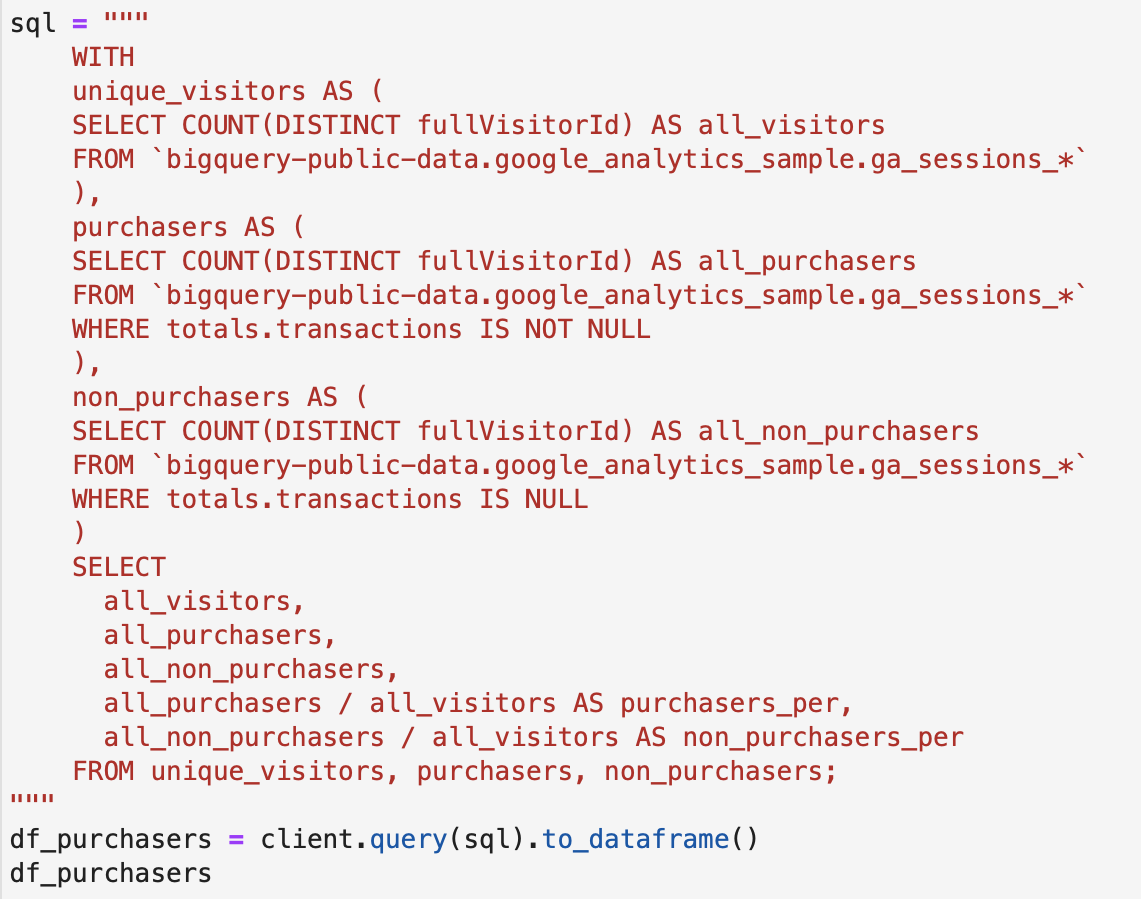 sql = """
    WITH
    unique_visitors AS (
    SELECT COUNT(DISTINCT fullVisitorId) AS all_visitors
    FROM `bigquery-public-data.google_analytics_sample.ga_sessions_*`
    ),
    purchasers AS (
    SELECT COUNT(DISTINCT fullVisitorId) AS all_purchasers
    FROM `bigquery-public-data.google_analytics_sample.ga_sessions_*`
    WHERE totals.transactions IS NOT NULL
    ),
    non_purchasers AS (
    SELECT COUNT(DISTINCT fullVisitorId) AS all_non_purchasers
    FROM `bigquery-public-data.google_analytics_sample.ga_sessions_*`
    WHERE totals.transactions IS NULL
    )
    SELECT
      all_visitors,
      all_purchasers,
      all_non_purchasers,
      all_purchasers / all_visitors AS purchasers_per,
      all_non_purchasers / all_visitors AS non_purchasers_per
    FROM unique_visitors, purchasers, non_purchasers;
"""
df_purchasers = client.query(sql).to_dataframe()
df_purchasers